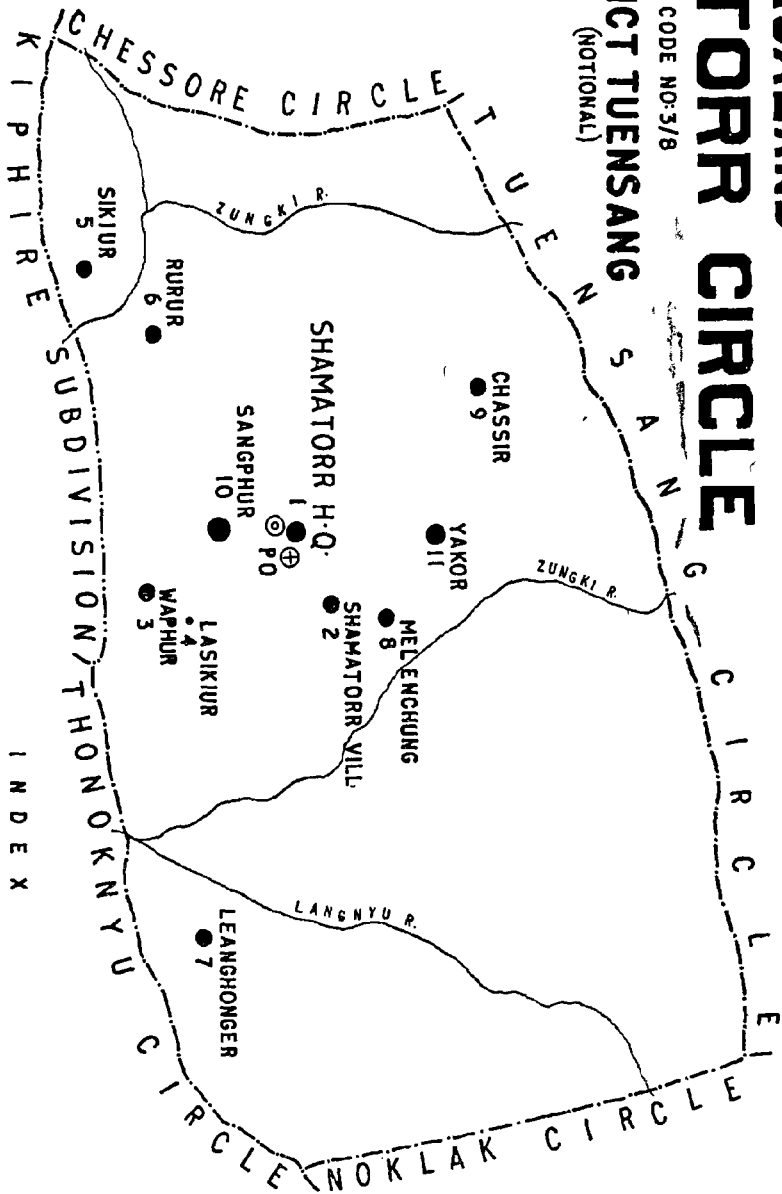 TORR CIRCLE
CODE NO:3/8
ICT TUENSANG
(NOTIONAL)
CHESSORE CIRCLE
TUENSANG CIRCLE
KIPHIRE SUBDIVISION
THONOKNYU CIRCLE
NOKLAK CIRCLE
ZUNGKI R.
SIKIUR
5
RURUR
6
CHASSIR
9
SHAMATORR H.Q.
1
PO
SANGPHUR
10
YAKOR
11
ZUNGKI R.
MELENCHUNG
8
SHAMATORR VILL.
2
LASIKIUR
4
WAPHUR
3
LANGNYU R.
LEANGHONGER
7
INDEX